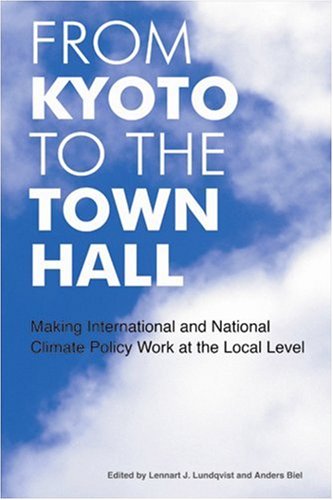 FROM
KYOTO
TO THE
TOWN
HALL
Making International and National
Climate Policy Work at the Local Level
Edited by Lennart J. Lundqvist and Anders Biel